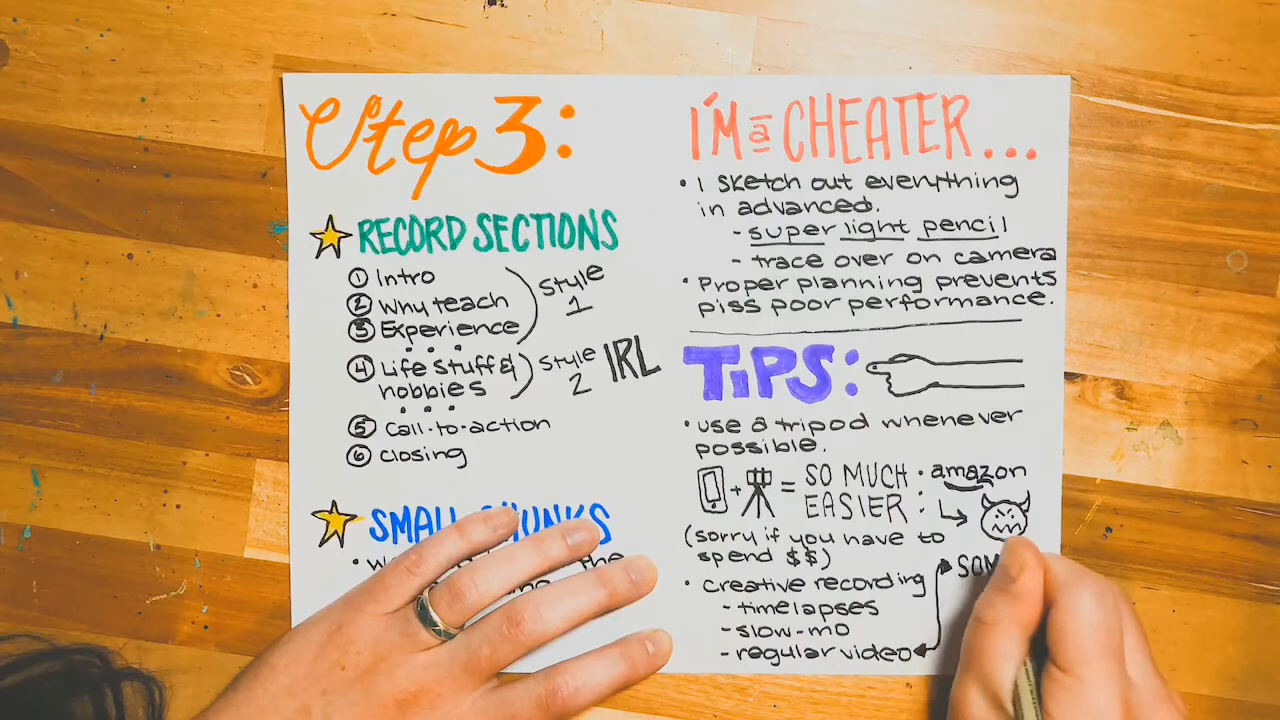 Step 3:
RECORD SECTIONS
① Intro
② Why teach
③ Experience
Style
1
④ Life stuff &
hobbies
Style
2
IRL
⑤ Call-to-action
⑥ Closing
SMALL CHUNKS
the
I'M a CHEATER...
• I sketch out everything
in advanced.
- super light pencil
- trace over on camera
• Proper planning prevents
piss poor performance.
TIPS:
• use a tripod whenever
possible.
+ = SO MUCH
EASIER
: amazon
(sorry if you have to
spend $$)
• Creative recording
- timelapses
- slow-mo
- regular video